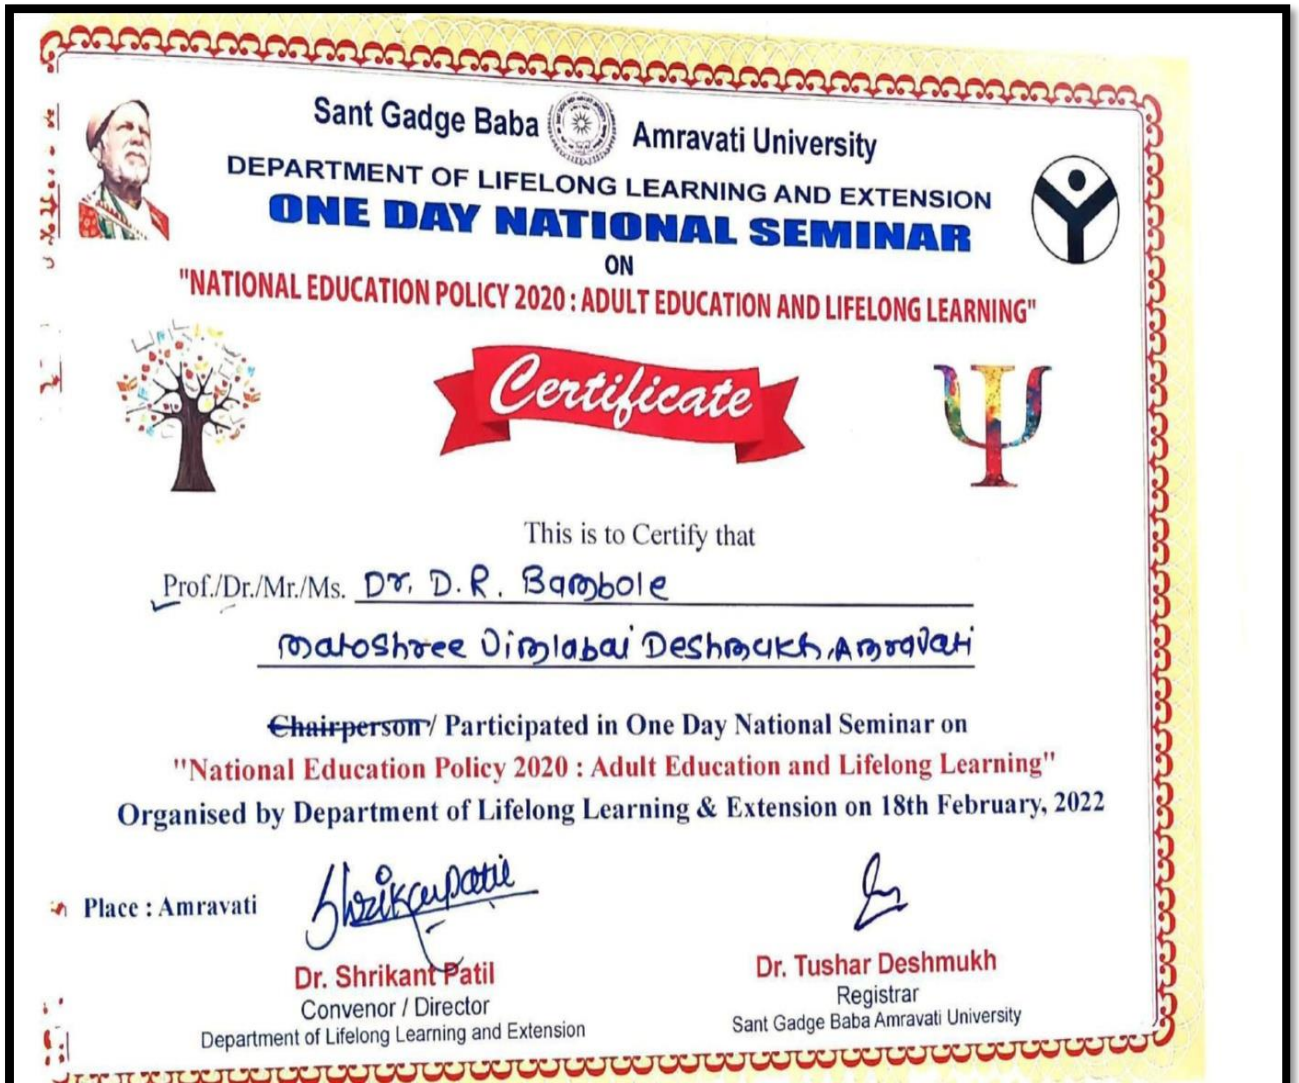 Sant Gadge Baba Amravati University
DEPARTMENT OF LIFELONG LEARNING AND EXTENSION
ONE DAY NATIONAL SEMINAR
ON
"NATIONAL EDUCATION POLICY 2020 : ADULT EDUCATION AND LIFELONG LEARNING"
Certificate
This is to Certify that
Prof./Dr./Mr./Ms. Dr. D.R. Bambole
Matoshree Vimlabai Deshmukh, Amravati
Chairperson / Participated in One Day National Seminar on
"National Education Policy 2020 : Adult Education and Lifelong Learning"
Organised by Department of Lifelong Learning & Extension on 18th February, 2022
Place : Amravati
Shrikantpatil
Dr. Shrikant Patil
Convenor / Director
Department of Lifelong Learning and Extension
Dr. Tushar Deshmukh
Registrar
Sant Gadge Baba Amravati University